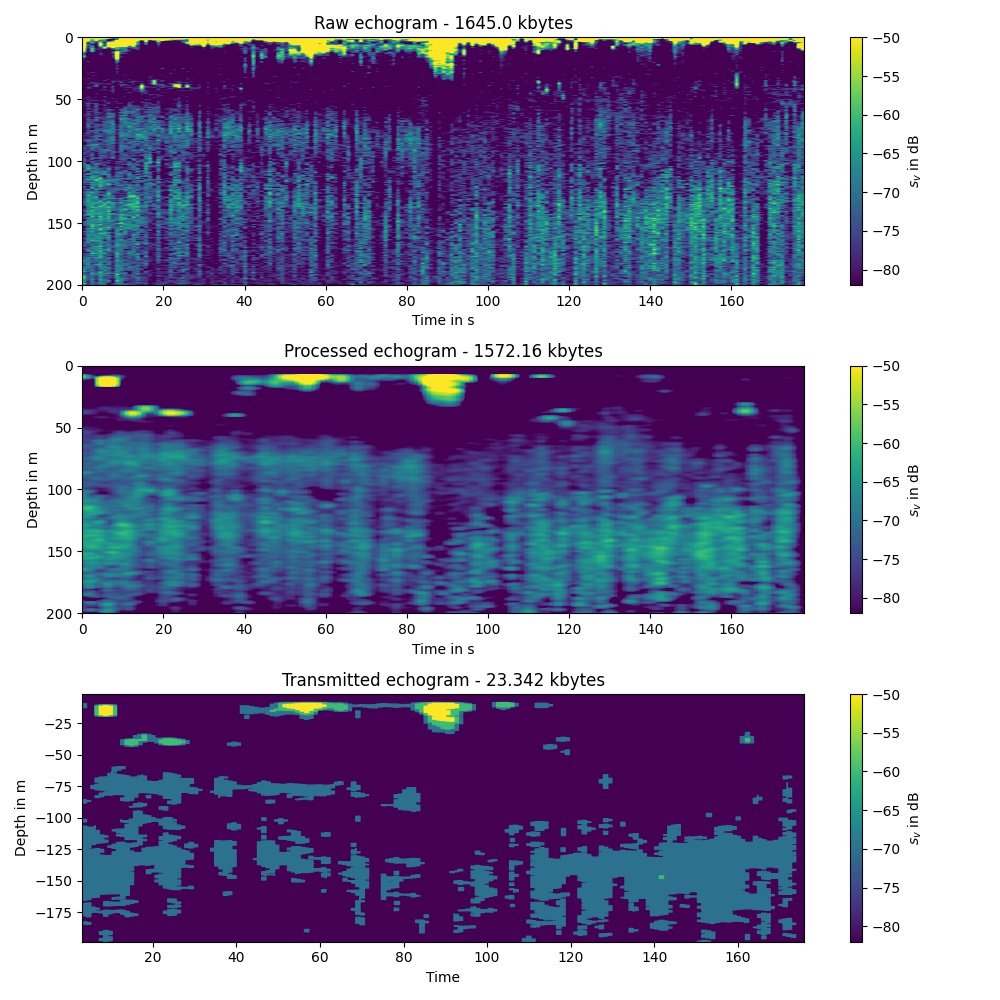 Raw echogram - 1645.0 kbytes
Depth in m
0
50
100
150
200
0 20 40 60 80 100 120 140 160
Time in s
−50
−55
−60
−65
−70
−75
−80
sᵥ in dB
Processed echogram - 1572.16 kbytes
Depth in m
0
50
100
150
200
0 20 40 60 80 100 120 140 160
Time in s
−50
−55
−60
−65
−70
−75
−80
sᵥ in dB
Transmitted echogram - 23.342 kbytes
Depth in m
−25
−50
−75
−100
−125
−150
−175
20 40 60 80 100 120 140 160
Time
−50
−55
−60
−65
−70
−75
−80
sᵥ in dB